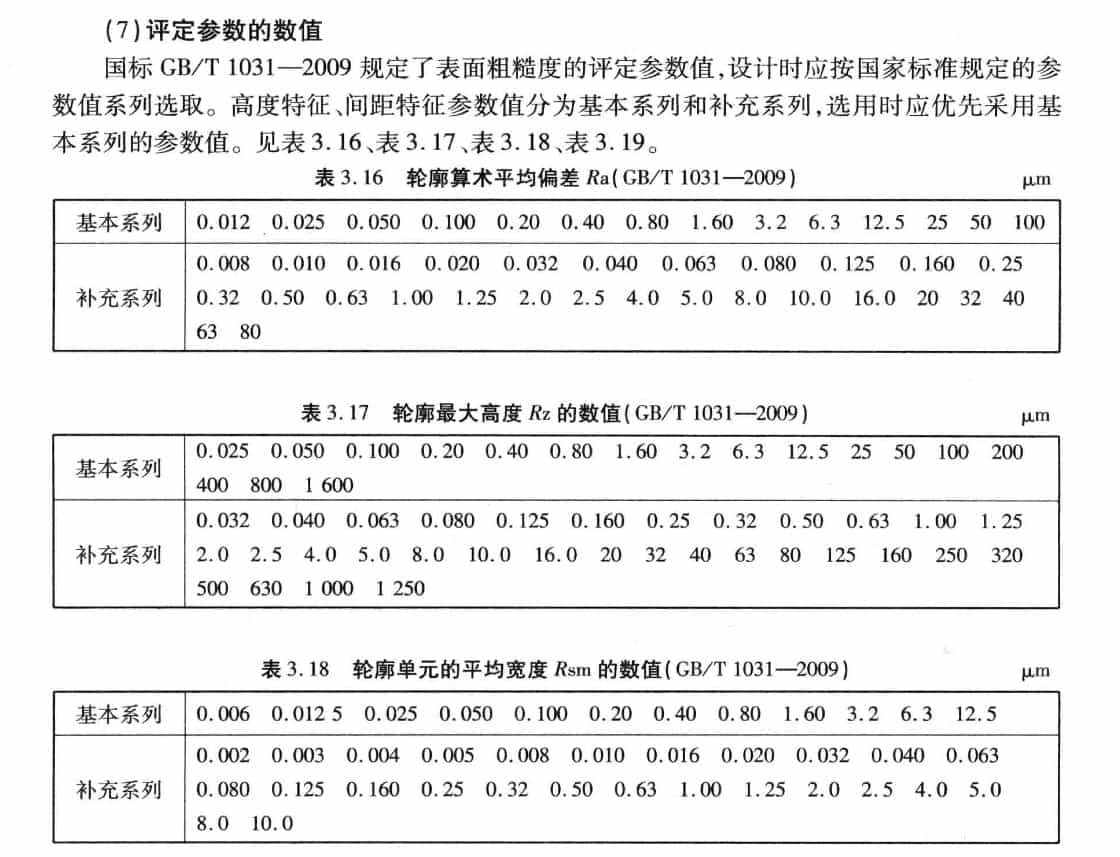 (7)评定参数的数值
国标 GB/T 1031—2009 规定了表面粗糙度的评定参数值,设计时应按国家标准规定的参
数值系列选取。高度特征、间距特征参数值分为基本系列和补充系列,选用时应优先采用基
本系列的参数值。见表3.16、表3.17、表3.18、表3.19。
表 3.16 轮廓算术平均偏差 Ra(GB/T 1031—2009) μm
基本系列 0.012 0.025 0.050 0.100 0.20 0.40 0.80 1.60 3.2 6.3 12.5 25 50 100
0.008 0.010 0.016 0.020 0.032 0.040 0.063 0.080 0.125 0.160 0.25
补充系列 0.32 0.50 0.63 1.00 1.25 2.0 2.5 4.0 5.0 8.0 10.0 16.0 20 32 40
63 80
表 3.17 轮廓最大高度 Rz 的数值(GB/T 1031—2009) μm
基本系列 0.025 0.050 0.100 0.20 0.40 0.80 1.60 3.2 6.3 12.5 25 50 100 200
400 800 1 600
0.032 0.040 0.063 0.080 0.125 0.160 0.25 0.32 0.50 0.63 1.00 1.25
补充系列 2.0 2.5 4.0 5.0 8.0 10.0 16.0 20 32 40 63 80 125 160 250 320
500 630 1 000 1 250
表 3.18 轮廓单元的平均宽度 Rsm 的数值(GB/T 1031—2009) μm
基本系列 0.006 0.012 5 0.025 0.050 0.100 0.20 0.40 0.80 1.60 3.2 6.3 12.5
0.002 0.003 0.004 0.005 0.008 0.010 0.016 0.020 0.032 0.040 0.063
补充系列 0.080 0.125 0.160 0.25 0.32 0.50 0.63 1.00 1.25 2.0 2.5 4.0 5.0
8.0 10.0